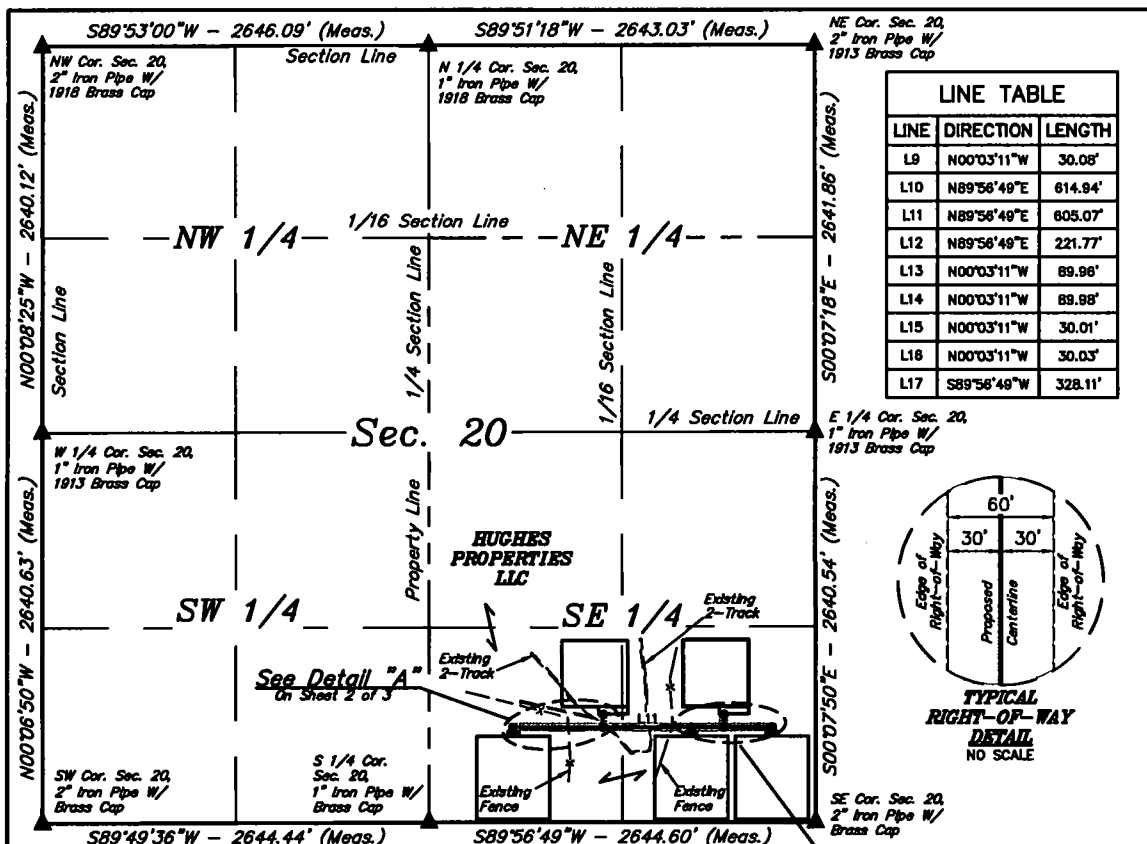 S89°53'00"W - 2646.09' (Meas.)
S89°51'18"W - 2643.03' (Meas.)
NE Cor. Sec. 20,
2" Iron Pipe W/
1913 Brass Cap
Section Line
NW Cor. Sec. 20,
2" Iron Pipe W/
1918 Brass Cap
N 1/4 Cor. Sec. 20,
1" Iron Pipe W/
1918 Brass Cap
LINE TABLE
LINE DIRECTION LENGTH
L9 N00°03'11"W 30.08'
L10 N89°56'49"E 614.94'
L11 N89°56'49"E 605.07'
L12 N89°56'49"E 221.77'
L13 N00°03'11"W 89.96'
L14 N00°03'11"W 89.98'
L15 N00°03'11"W 30.01'
L16 N00°03'11"W 30.03'
L17 S89°56'49"W 328.11'
N00°08'25"W - 2640.12' (Meas.)
Section Line
1/16 Section Line
NW 1/4
NE 1/4
1/4 Section Line
1/16 Section Line
S00°07'18"E - 2641.86' (Meas.)
1/4 Section Line
Sec. 20
E 1/4 Cor. Sec. 20,
1" Iron Pipe W/
1913 Brass Cap
W 1/4 Cor. Sec. 20,
1" Iron Pipe W/
1913 Brass Cap
Property Line
HUGHES
PROPERTIES
LLC
60'
30' 30'
Edge of
Right-of-Way
Proposed
Centerline
Edge of
Right-of-Way
TYPICAL
RIGHT-OF-WAY
DETAIL
NO SCALE
N00°06'50"W - 2640.63' (Meas.)
SW 1/4
SE 1/4
Existing
2-Track
Existing
2-Track
S00°07'50"E - 2640.54' (Meas.)
See Detail "A"
On Sheet 2 of 3
L11
Existing
Fence
Existing
Fence
SW Cor. Sec. 20,
2" Iron Pipe W/
Brass Cap
S 1/4 Cor.
Sec. 20,
1" Iron Pipe W/
Brass Cap
SE Cor. Sec. 20,
2" Iron Pipe W/
Brass Cap
S89°49'36"W - 2644.44' (Meas.)
S89°56'49"W - 2644.60' (Meas.)